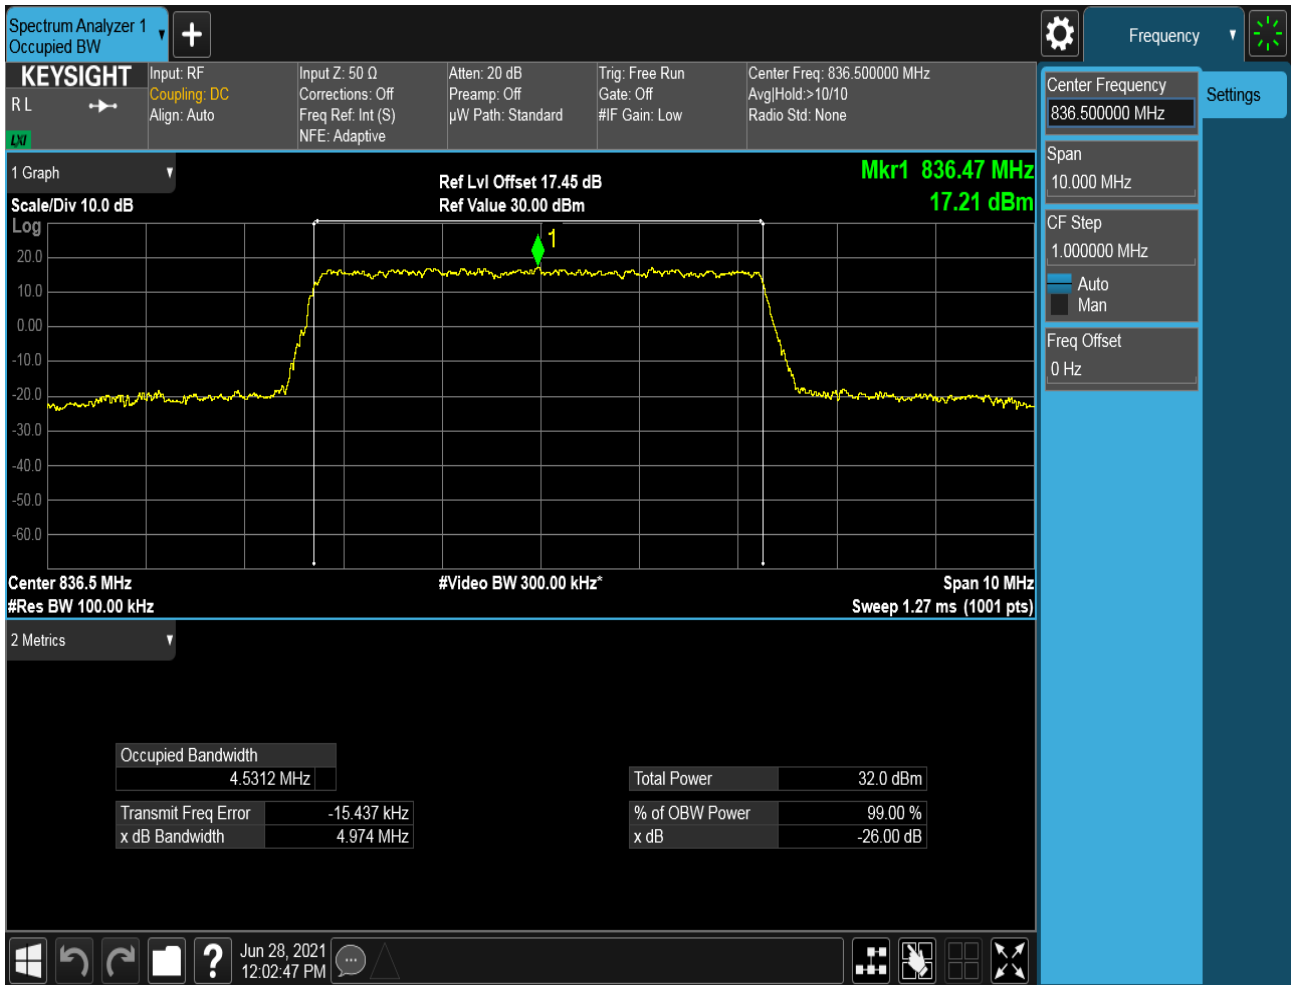 Spectrum Analyzer 1
Occupied BW
Frequency
KEYSIGHT
R L
LXI
Input: RF
Coupling: DC
Align: Auto
Input Z: 50 Ω
Corrections: Off
Freq Ref: Int (S)
NFE: Adaptive
Atten: 20 dB
Preamp: Off
µW Path: Standard
Trig: Free Run
Gate: Off
#IF Gain: Low
Center Freq: 836.500000 MHz
Avg|Hold:>10/10
Radio Std: None
Center Frequency
836.500000 MHz
Settings
Span
10.000 MHz
CF Step
1.000000 MHz
Auto
Man
Freq Offset
0 Hz
1 Graph
Scale/Div 10.0 dB
Log
Ref Lvl Offset 17.45 dB
Ref Value 30.00 dBm
Mkr1 836.47 MHz
17.21 dBm
1
20.0
10.0
0.00
-10.0
-20.0
-30.0
-40.0
-50.0
-60.0
Center 836.5 MHz
#Res BW 100.00 kHz
#Video BW 300.00 kHz*
Span 10 MHz
Sweep 1.27 ms (1001 pts)
2 Metrics
Occupied Bandwidth
4.5312 MHz
Transmit Freq Error -15.437 kHz
x dB Bandwidth 4.974 MHz
Total Power 32.0 dBm
% of OBW Power 99.00 %
x dB -26.00 dB
Jun 28, 2021
12:02:47 PM